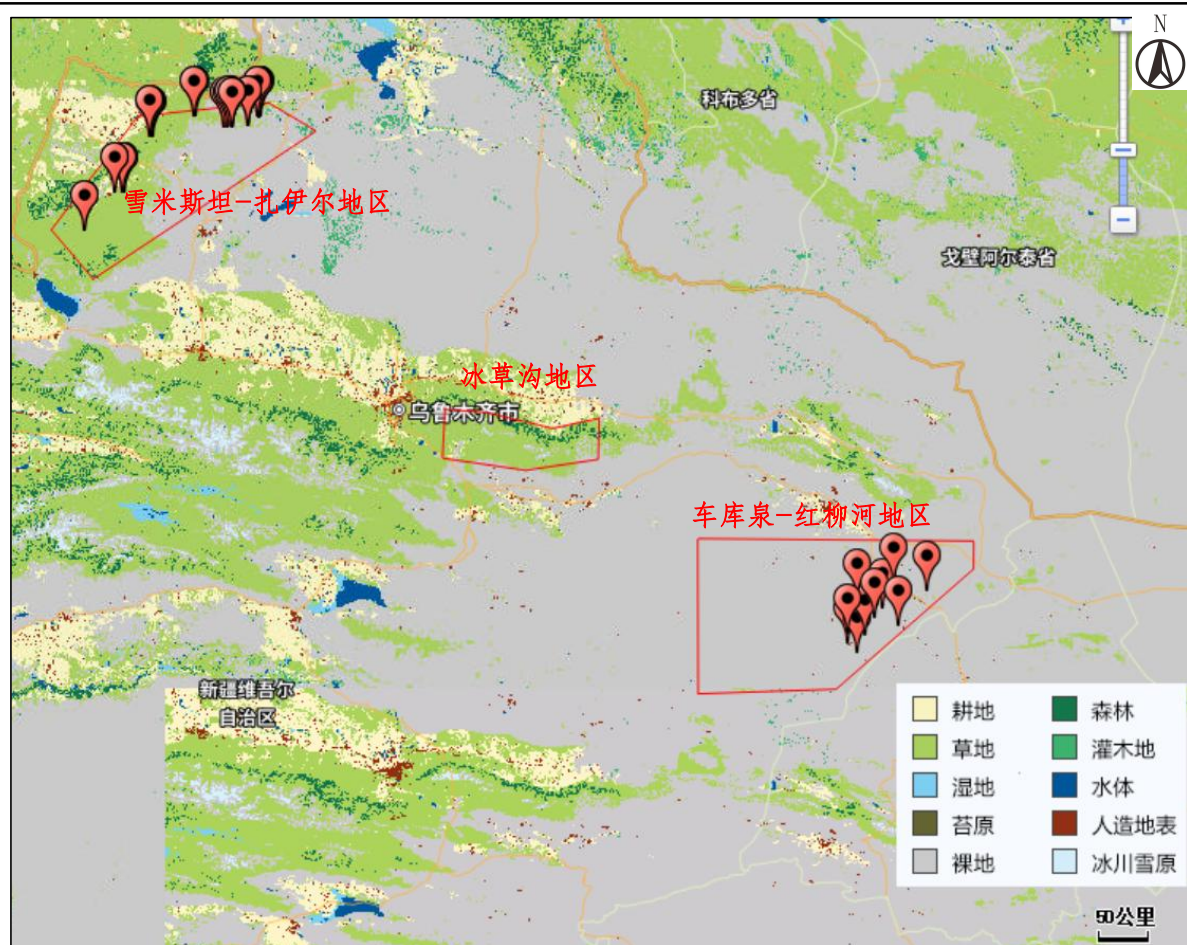 N
科布多省
雪米斯坦-扎伊尔地区
戈壁阿尔泰省
冰草沟地区
乌鲁木齐市
车库泉-红柳河地区
新疆维吾尔
自治区
耕地
森林
草地
灌木地
湿地
水体
苔原
人造地表
裸地
冰川雪原
50公里